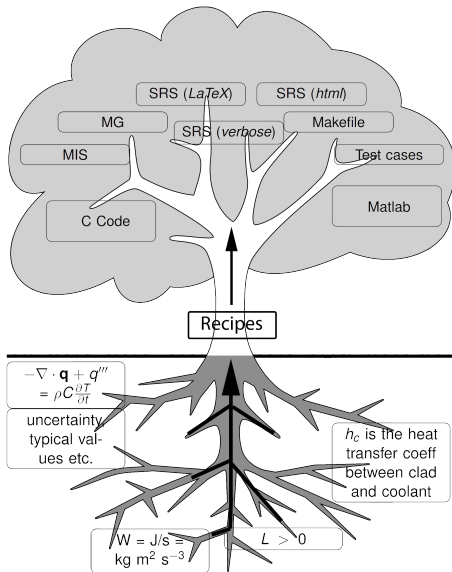 SRS (LaTeX)
SRS (html)
MG
SRS (verbose)
Makefile
MIS
Test cases
C Code
Matlab
Recipes
−∇ · q + q′′′
= ρC ∂T/∂t
uncertainty
typical val-
ues etc.
h_c is the heat
transfer coeff
between clad
and coolant
W = J/s =
kg m² s⁻³
L > 0